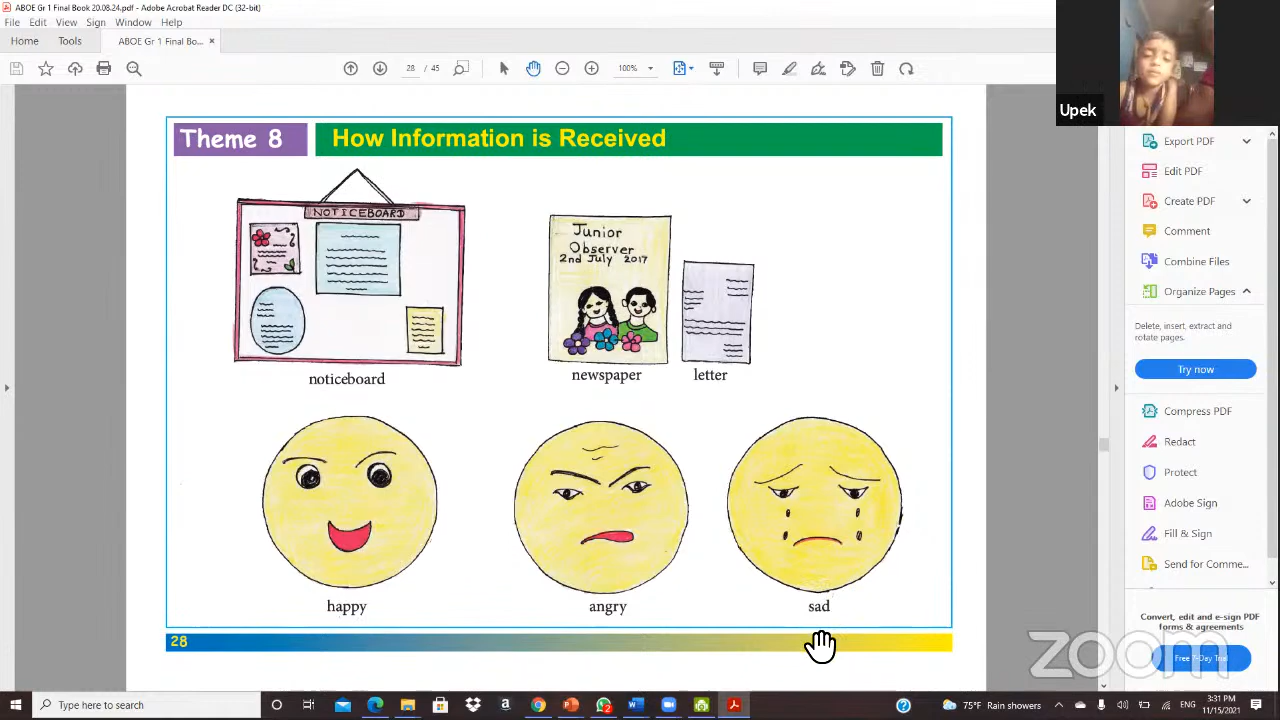 ABOE Gr 1 Final Book 20.08.24.pdf - Adobe Acrobat Reader DC (32-bit)
File Edit View Sign Window Help
Home Tools ABOE Gr 1 Final Bo... ×
28 / 45 100%
Upek
Theme 8 How Information is Received
NOTICEBOARD
Junior
Observer
2nd July 2017
noticeboard
newspaper
letter
happy
angry
sad
28
Export PDF
Edit PDF
Create PDF
Comment
Combine Files
Organize Pages
Delete, insert, extract and
rotate pages.
Try now
Compress PDF
Redact
Protect
Adobe Sign
Fill & Sign
Send for Comme...
Convert, edit and e-sign PDF
forms & agreements
Free 7-Day Trial
zoom
Type here to search
75°F Rain showers
3:31 PM
11/15/2021